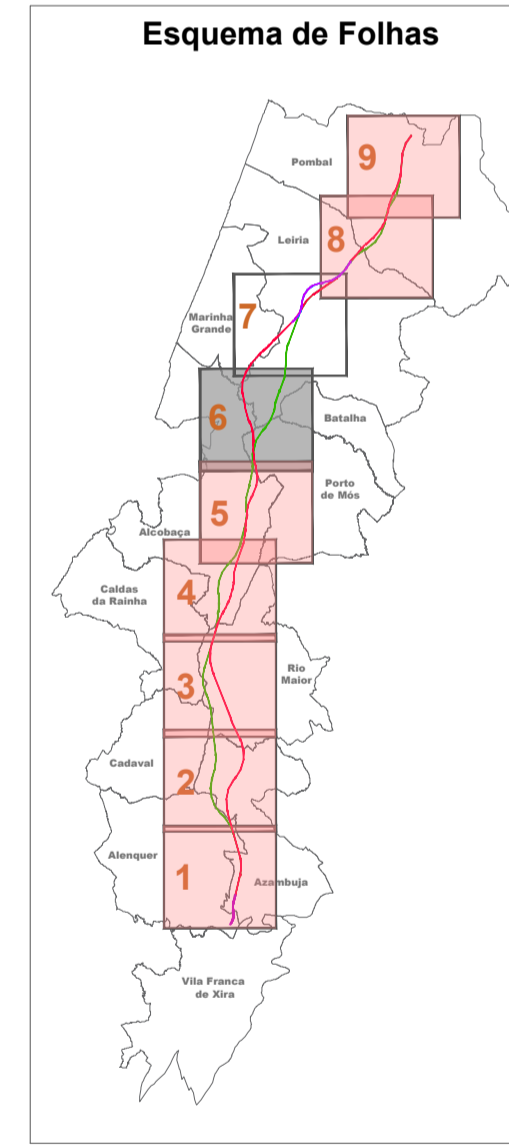 Esquema de Folhas
9
Pombal
8
Leiria
7
Marinha
Grande
6
Batalha
Porto
de Mós
5
Alcobaça
4
Caldas
da Rainha
Rio
Maior
3
Cadaval
2
Alenquer
1
Azambuja
Vila Franca
de Xira